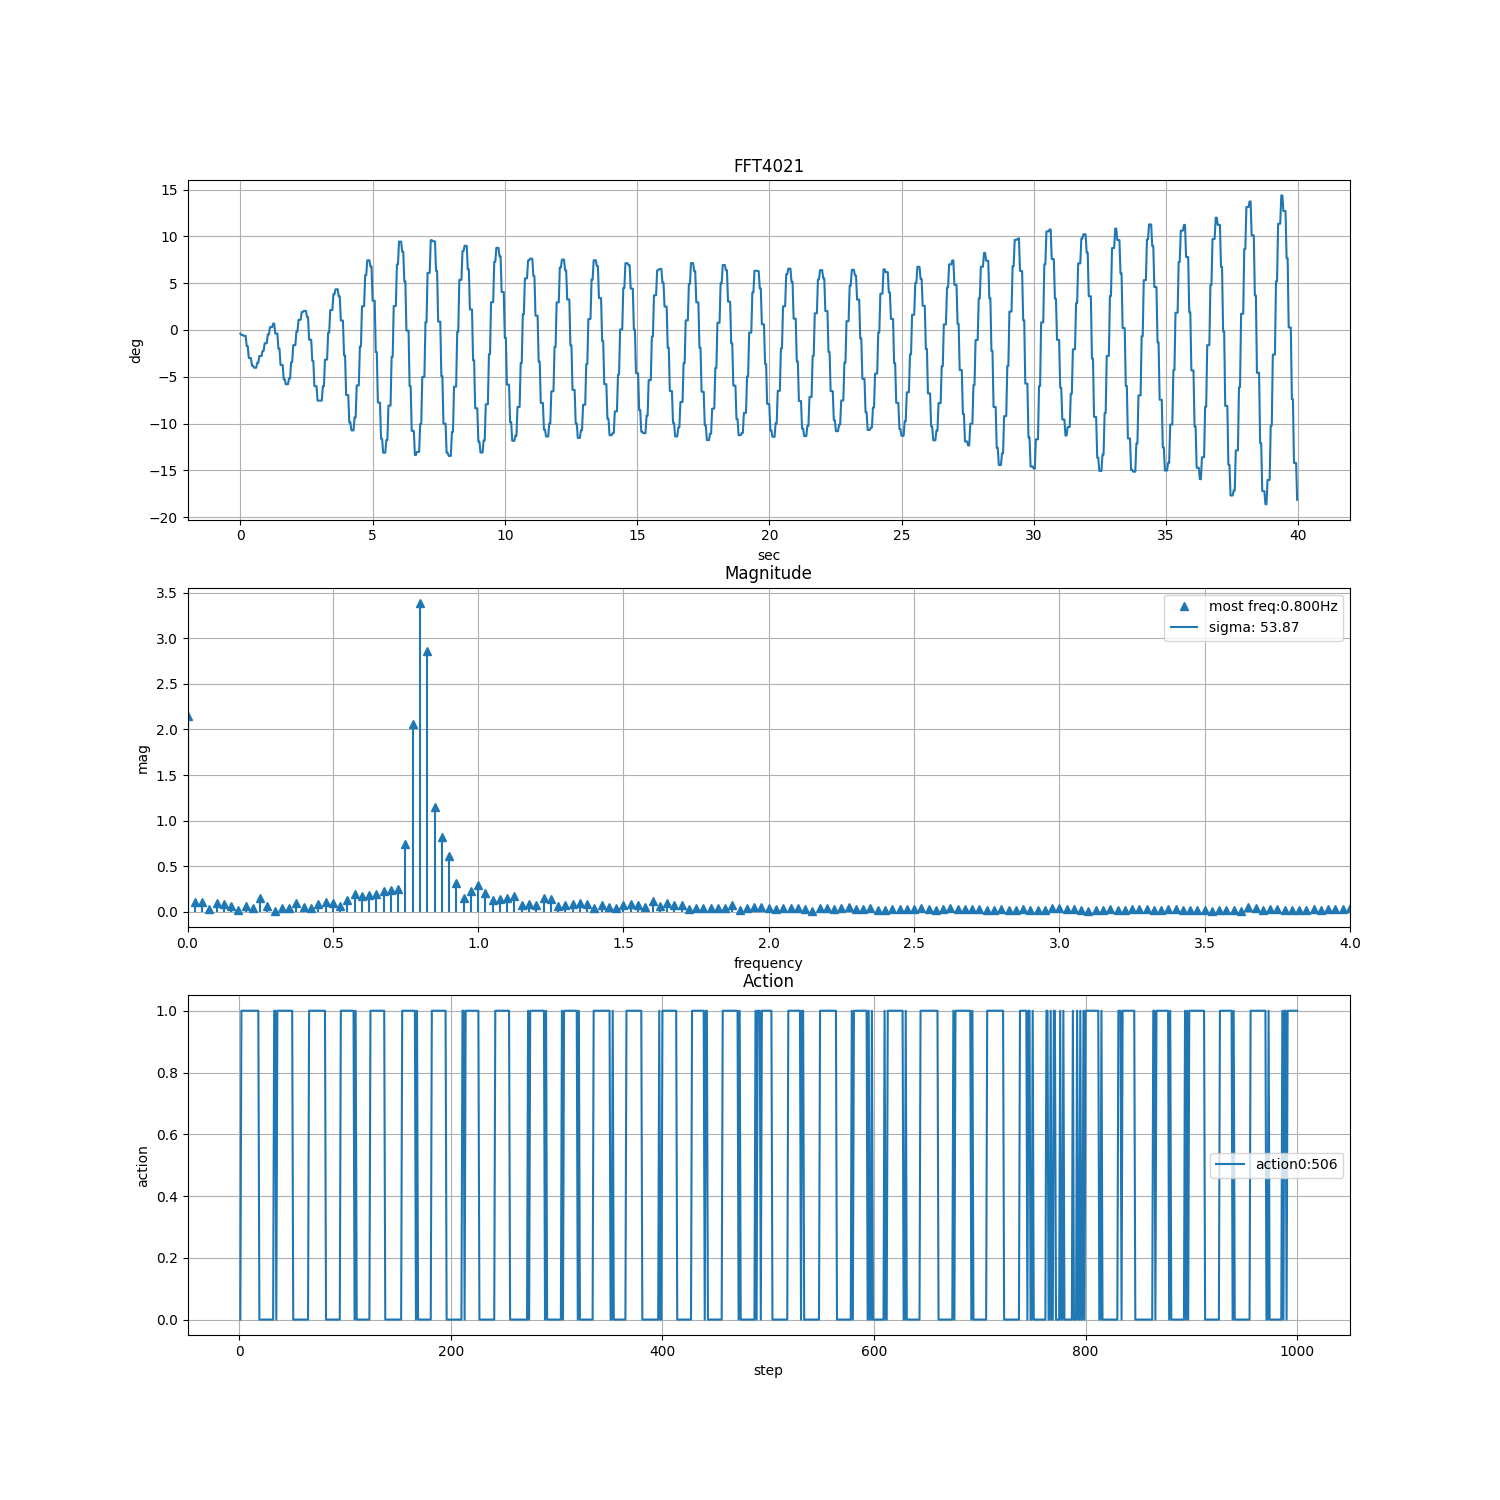 FFT4021
15
10
5
0
−5
−10
−15
−20
deg
0 5 10 15 20 25 30 35 40
sec
Magnitude
3.5
3.0
2.5
2.0
1.5
1.0
0.5
0.0
mag
most freq:0.800Hz
sigma: 53.87
0.0 0.5 1.0 1.5 2.0 2.5 3.0 3.5 4.0
frequency
Action
1.0
0.8
0.6
0.4
0.2
0.0
action
action0:506
0 200 400 600 800 1000
step